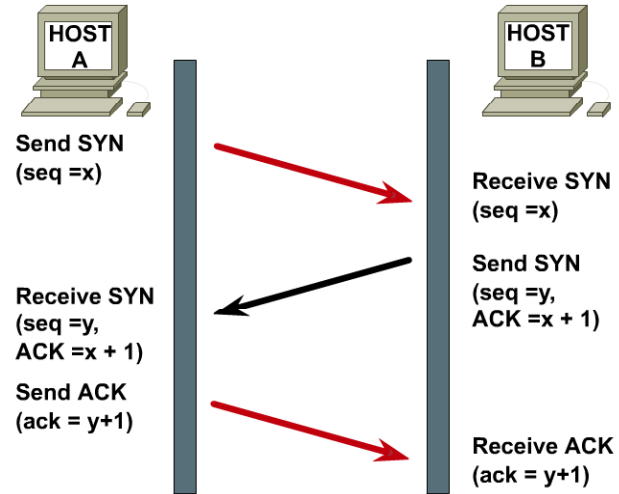 HOST
A
HOST
B
Send SYN
(seq =x)
Receive SYN
(seq =x)
Send SYN
(seq =y,
ACK =x + 1)
Receive SYN
(seq =y,
ACK =x + 1)
Send ACK
(ack = y+1)
Receive ACK
(ack = y+1)